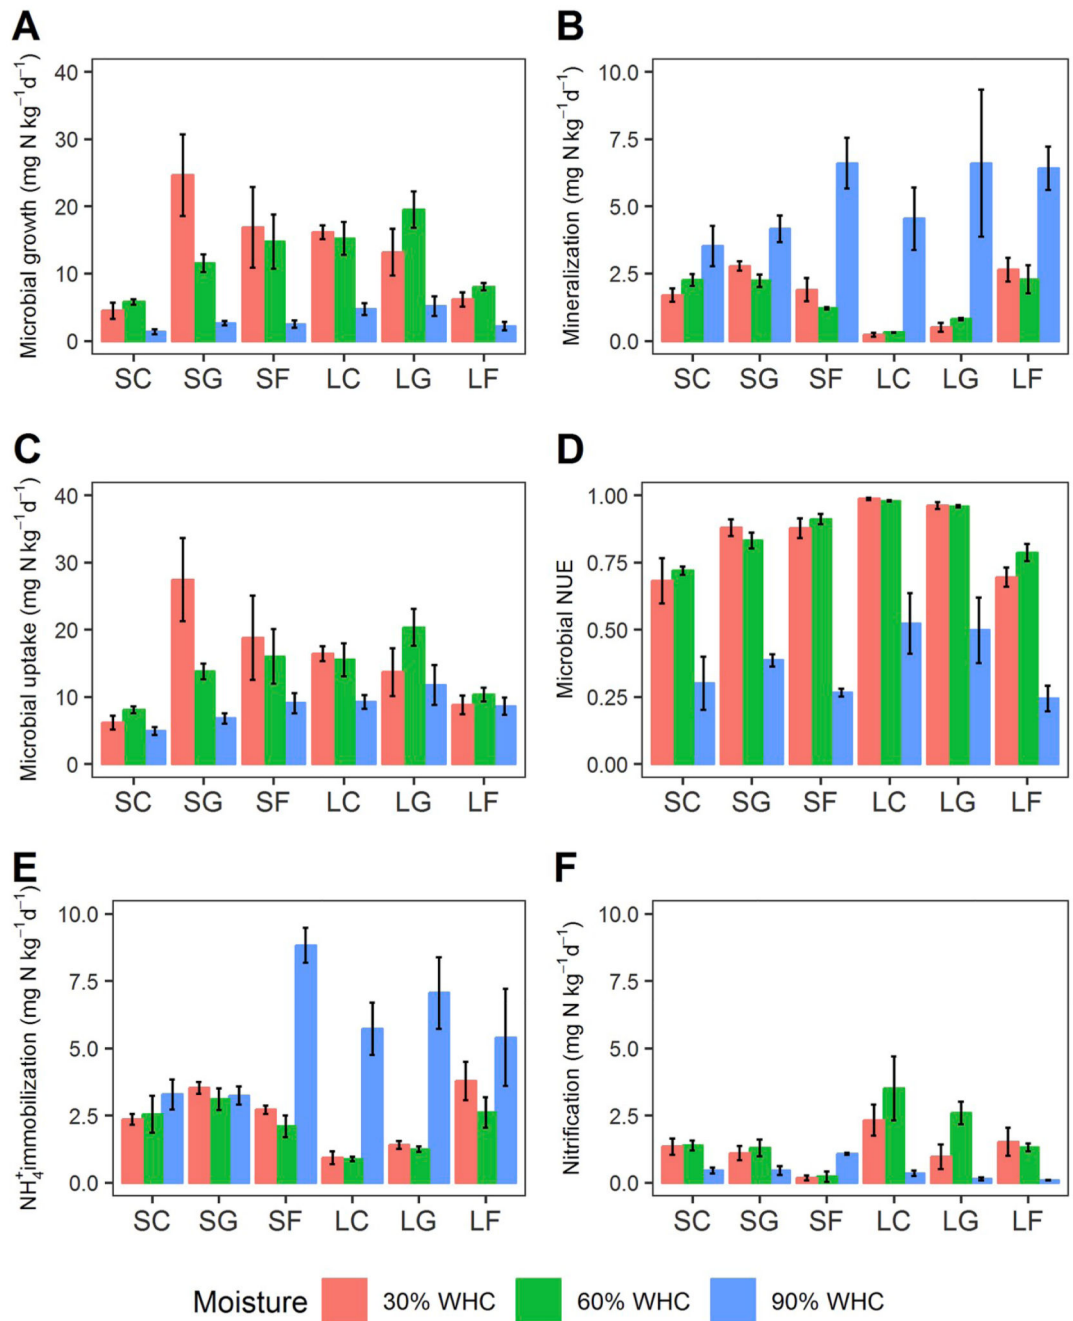 A
Microbial growth (mg N kg⁻¹d⁻¹)
40
30
20
10
0
SC SG SF LC LG LF
B
Mineralization (mg N kg⁻¹d⁻¹)
10.0
7.5
5.0
2.5
0.0
SC SG SF LC LG LF
C
Microbial uptake (mg N kg⁻¹d⁻¹)
40
30
20
10
0
SC SG SF LC LG LF
D
Microbial NUE
1.00
0.75
0.50
0.25
0.00
SC SG SF LC LG LF
E
NH₄⁺immobilization (mg N kg⁻¹d⁻¹)
10.0
7.5
5.0
2.5
0.0
SC SG SF LC LG LF
F
Nitrification (mg N kg⁻¹d⁻¹)
10.0
7.5
5.0
2.5
0.0
SC SG SF LC LG LF
Moisture 30% WHC 60% WHC 90% WHC